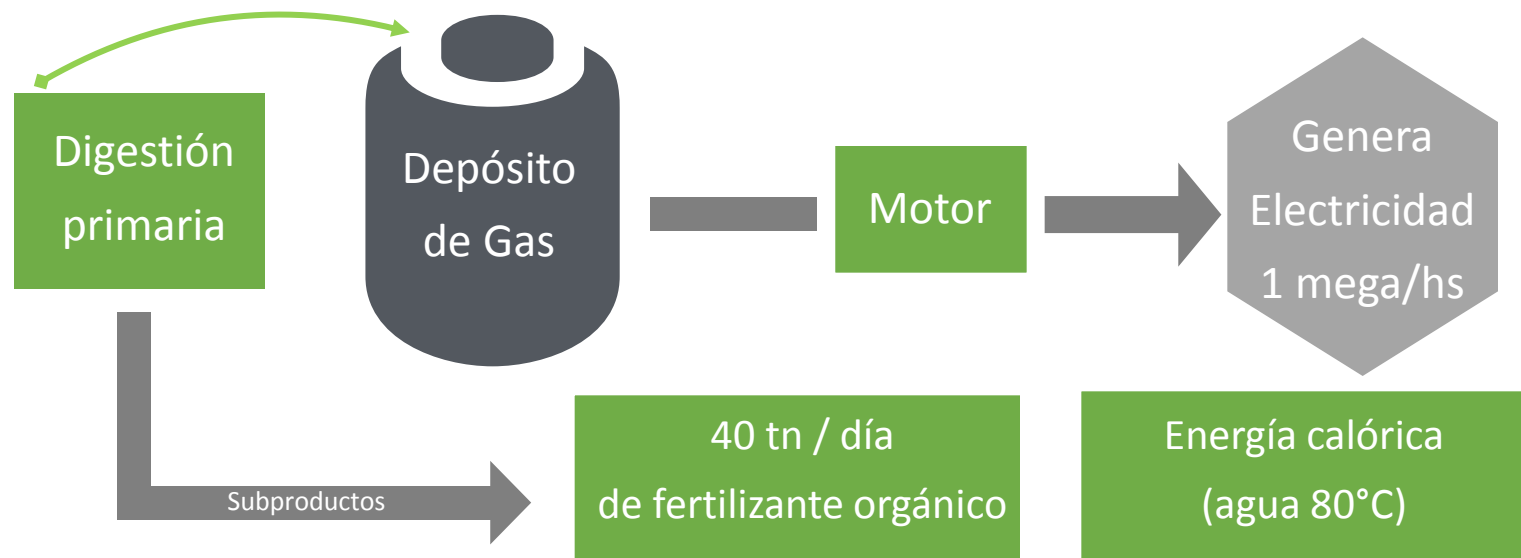 Digestión
primaria
Depósito
de Gas
Motor
Genera
Electricidad
1 mega/hs
Subproductos
40 tn / día
de fertilizante orgánico
Energía calórica
(agua 80°C)